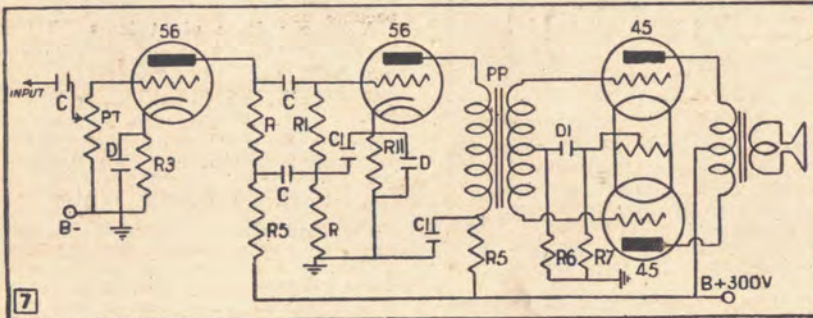 56
56
45
INPUT
C
PT
D
R3
B-
R
R5
C
C
R1
R
C1
R11
D
C1
PP
R5
D1
R6
R7
45
B+300V
7